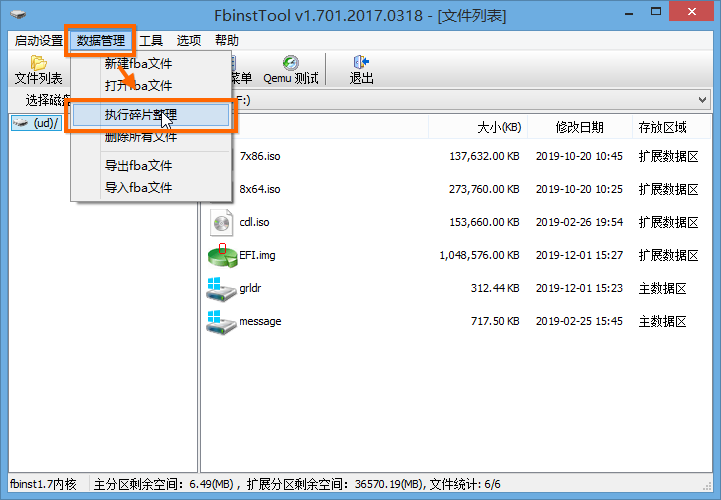 FbinstTool v1.701.2017.0318 - [文件列表]
启动设置 数据管理 工具 选项 帮助
文件列表 菜单 Qemu 测试 退出
新建fba文件
打开fba文件
执行碎片整理
删除所有文件
导出fba文件
导入fba文件
选择磁盘 F:)
(ud)/
大小(KB) 修改日期 存放区域
7x86.iso 137,632.00 KB 2019-10-20 10:45 扩展数据区
8x64.iso 273,760.00 KB 2019-10-20 10:25 扩展数据区
cdl.iso 153,660.00 KB 2019-02-26 19:54 扩展数据区
EFI.img 1,048,576.00 KB 2019-12-01 15:27 扩展数据区
grldr 312.44 KB 2019-12-01 15:23 主数据区
message 717.50 KB 2019-02-25 15:45 主数据区
fbinst1.7内核 主分区剩余空间：6.49(MB) ，扩展分区剩余空间：36570.19(MB), 文件统计: 6/6